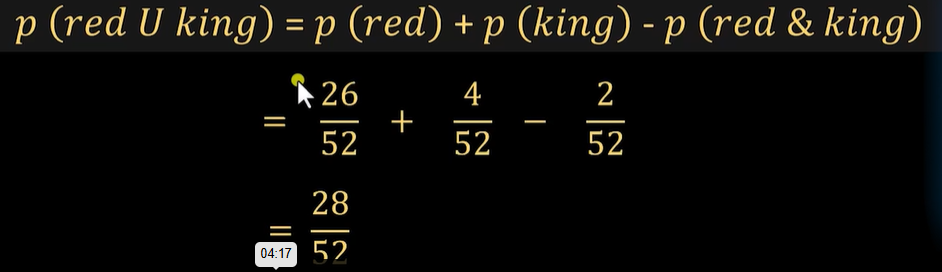 p (red U king) = p (red) + p (king) - p (red & king)
= 26/52 + 4/52 − 2/52
= 28/52
04:17